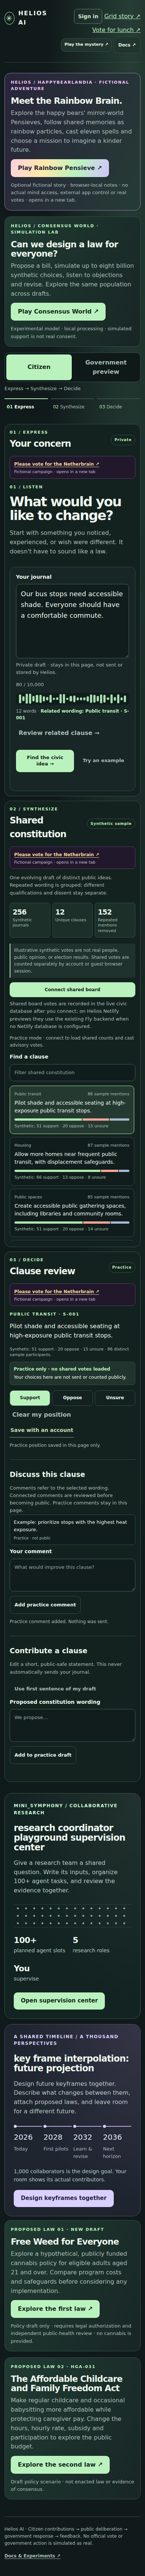 HELIOS
AI
Sign in
Grid story ↗
Vote for lunch ↗
Play the mystery ↗
Docs ↗
HELIOS / HAPPYBEARLANDIA · FICTIONAL
ADVENTURE
Meet the Rainbow Brain.
Explore the happy beers' mirror-world
Pensieve, follow shared memories as
rainbow particles, cast eleven spells and
choose a mission to imagine a kinder
future.
Play Rainbow Pensieve ↗
Optional fictional story · browser-local notes · no
actual mind access, external app control or real
votes · opens in a new tab.
HELIOS / CONSENSUS WORLD ·
SIMULATION LAB
Can we design a law for
everyone?
Propose a bill, simulate up to eight billion
synthetic choices, listen to objections
and revise. Explore the same population
across drafts.
Play Consensus World ↗
Experimental model · local projection · simulated
support is not real consent.
Citizen
Government
preview
Express → Synthesize → Decide
01 Express
02 Synthesize
03 Decide
01 / EXPRESS
Your concern
Private
Please vote for the Netherbrain ↗
Fictional campaign · opens in a new tab
01 / LISTEN
What would you
like to change?
Start with something you noticed,
experienced, or wish were different. It
doesn't have to sound like a law.
Your journal
Our bus stops need accessible
shade. Everyone should have
a comfortable commute.
Private draft · stays in this page, not sent or
stored by Helios.
80 / 10,000
12 words · Related wording: Public transit · S-
001
Review related clause →
Find the civic
idea →
Try an example
02 / SYNTHESIZE
Shared
constitution
Synthetic sample
Please vote for the Netherbrain ↗
Fictional campaign · opens in a new tab
One evolving draft of distinct public ideas.
Repeated wording is grouped; different
qualifications and dissent stay separate.
256
Synthetic
journals
12
Unique clauses
152
Repeated
mentions
removed
Illustrative synthetic votes are not real people,
public opinion, or election results. Shared votes are
counted separately by account or guest browser
session.
Connect shared board
Shared board votes are recorded in the live civic
database after you connect; on Helios Netlify
previews they use the existing Fly backend when
no Netlify database is configured.
Practice mode · connect to load shared counts and cast
advisory votes.
Find a clause
Filter shared constitution
Public transit
96 sample mentions
Pilot shade and accessible seating at high-
exposure public transit stops.
Synthetic: 51 support · 20 oppose · 15 unsure
Housing
87 sample mentions
Allow more homes near frequent public
transit, with displacement safeguards.
Synthetic: 66 support · 13 oppose · 8 unsure
Public spaces
85 sample mentions
Create accessible public gathering spaces,
including libraries and community rooms.
Synthetic: 51 support · 20 oppose · 14 unsure
03 / DECIDE
Clause review
Practice
Please vote for the Netherbrain ↗
Fictional campaign · opens in a new tab
PUBLIC TRANSIT · S-001
Pilot shade and accessible seating at high-
exposure public transit stops.
Synthetic: 51 support · 20 oppose · 15 unsure · 86 distinct
sample participants
Practice only · no shared votes loaded
Your choices here are not sent or counted publicly.
Support
Oppose
Unsure
Clear my position
Save with an account
Practice position saved in this page only.
Discuss this clause
Comments refer to the selected wording.
Connected comments are reviewed before
becoming public. Practice comments stay in this
page.
Example: prioritize stops with the highest heat
exposure.
Practice · not public
Your comment
What would improve this clause?
Add practice comment
Practice comment added. Nothing was sent.
Contribute a clause
Edit a short, public-safe statement. This never
automatically sends your journal.
Use first sentence of my draft
Proposed constitution wording
We propose...
Add to practice draft
MINI_SYMPHONY / COLLABORATIVE
RESEARCH
research coordinator
playground supervision
center
Give a research team a shared
question. Write its inputs, organize
100+ agent tasks, and review the
evidence together.
100+
planned agent slots
5
research roles
You
supervise
Open supervision center
A SHARED TIMELINE / A THOUSAND
PERSPECTIVES
key frame interpolation:
future projection
Design future keyframes together.
Describe what changes between them,
attach proposed laws, and leave room
for a different future.
2026
Today
2028
First pilots
2032
Learn &
revise
2036
Next
horizon
1,000 collaborators is the design goal. Your
room shows its actual contributors.
Design keyframes together
PROPOSED LAW 01 · NEW DRAFT
Free Weed for Everyone
Explore a hypothetical, publicly funded
cannabis policy for eligible adults aged
21 and over. Compare program costs
and safeguards before considering any
implementation.
Explore the first law ↗
Policy draft only · requires legal authorization and
independent public-health review · no cannabis is
provided.
PROPOSED LAW 02 · HGA-021
The Affordable Childcare
and Family Freedom Act
Make regular childcare and occasional
babysitting more affordable while
protecting caregiver pay. Change the
hours, hourly rate, subsidy and
participation to explore the public
budget.
Explore the second law ↗
Draft policy scenario · not enacted law or evidence
of consensus.
Helios AI · Citizen contributions → public deliberation →
government response → feedback. No official vote or
government action is simulated as real.
Docs & Experiments ↗